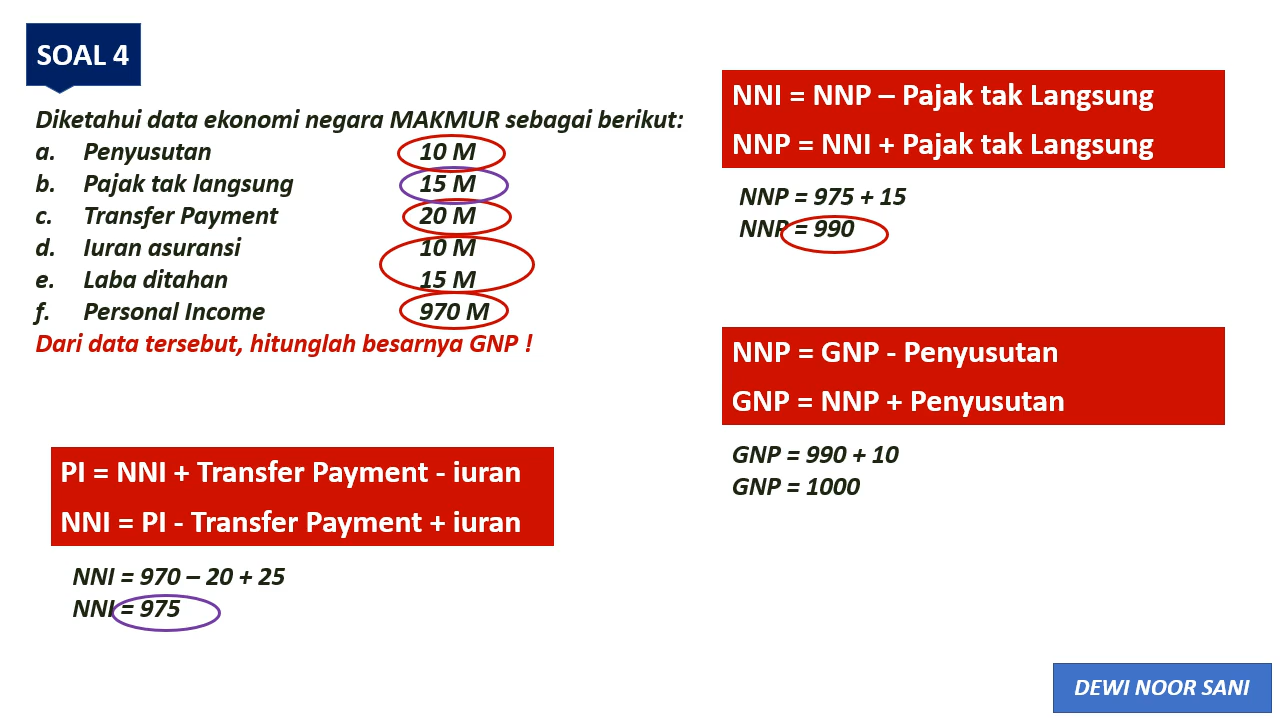 SOAL 4
Diketahui data ekonomi negara MAKMUR sebagai berikut:
a. Penyusutan 10 M
b. Pajak tak langsung 15 M
c. Transfer Payment 20 M
d. Iuran asuransi 10 M
e. Laba ditahan 15 M
f. Personal Income 970 M
Dari data tersebut, hitunglah besarnya GNP !
PI = NNI + Transfer Payment - iuran
NNI = PI - Transfer Payment + iuran
NNI = 970 – 20 + 25
NNI = 975
NNI = NNP – Pajak tak Langsung
NNP = NNI + Pajak tak Langsung
NNP = 975 + 15
NNP = 990
NNP = GNP - Penyusutan
GNP = NNP + Penyusutan
GNP = 990 + 10
GNP = 1000
DEWI NOOR SANI